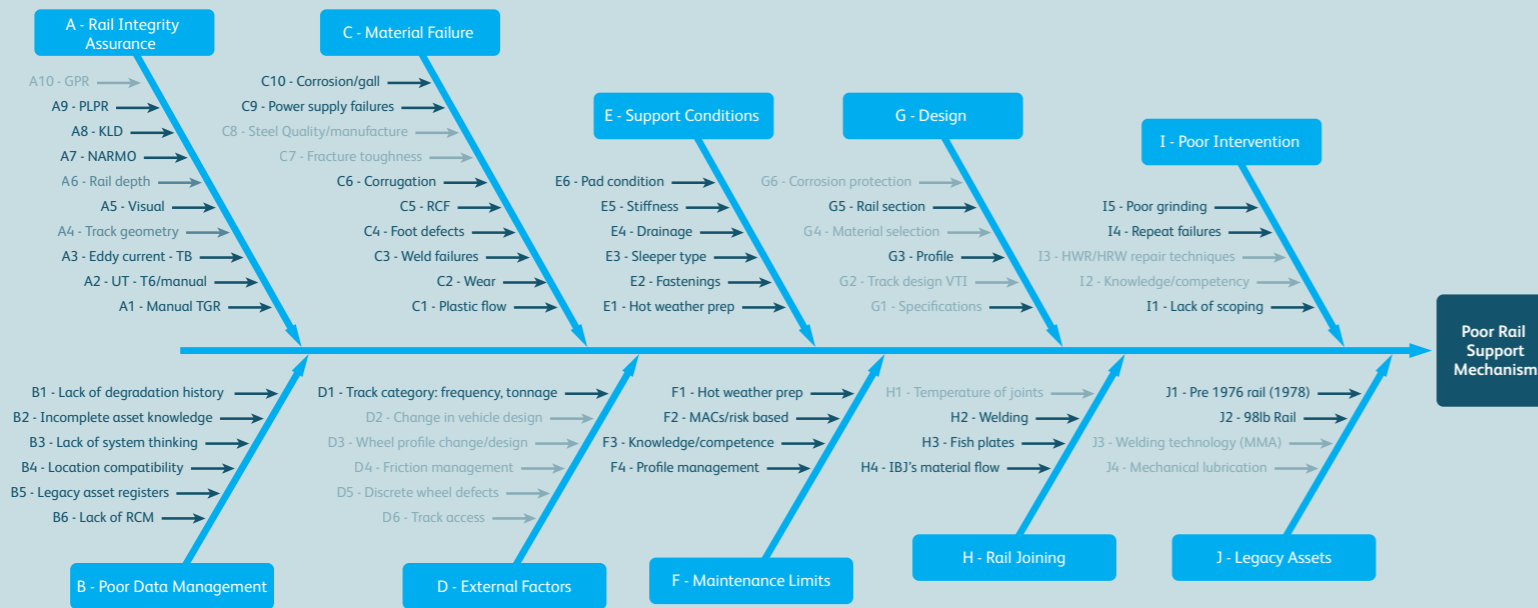 A - Rail Integrity
Assurance
A10 - GPR
A9 - PLPR
A8 - KLD
A7 - NARMO
A6 - Rail depth
A5 - Visual
A4 - Track geometry
A3 - Eddy current - TB
A2 - UT - T6/manual
A1 - Manual TGR
C - Material Failure
C10 - Corrosion/gall
C9 - Power supply failures
C8 - Steel Quality/manufacture
C7 - Fracture toughness
C6 - Corrugation
C5 - RCF
C4 - Foot defects
C3 - Weld failures
C2 - Wear
C1 - Plastic flow
E - Support Conditions
E6 - Pad condition
E5 - Stiffness
E4 - Drainage
E3 - Sleeper type
E2 - Fastenings
E1 - Hot weather prep
G - Design
G6 - Corrosion protection
G5 - Rail section
G4 - Material selection
G3 - Profile
G2 - Track design VTI
G1 - Specifications
I - Poor Intervention
I5 - Poor grinding
I4 - Repeat failures
I3 - HWR/HRW repair techniques
I2 - Knowledge/competency
I1 - Lack of scoping
Poor Rail
Support
Mechanism
B1 - Lack of degradation history
B2 - Incomplete asset knowledge
B3 - Lack of system thinking
B4 - Location compatibility
B5 - Legacy asset registers
B6 - Lack of RCM
B - Poor Data Management
D1 - Track category: frequency, tonnage
D2 - Change in vehicle design
D3 - Wheel profile change/design
D4 - Friction management
D5 - Discrete wheel defects
D6 - Track access
D - External Factors
F1 - Hot weather prep
F2 - MACs/risk based
F3 - Knowledge/competence
F4 - Profile management
F - Maintenance Limits
H1 - Temperature of joints
H2 - Welding
H3 - Fish plates
H4 - IBJ's material flow
H - Rail Joining
J1 - Pre 1976 rail (1978)
J2 - 98lb Rail
J3 - Welding technology (MMA)
J4 - Mechanical lubrication
J - Legacy Assets